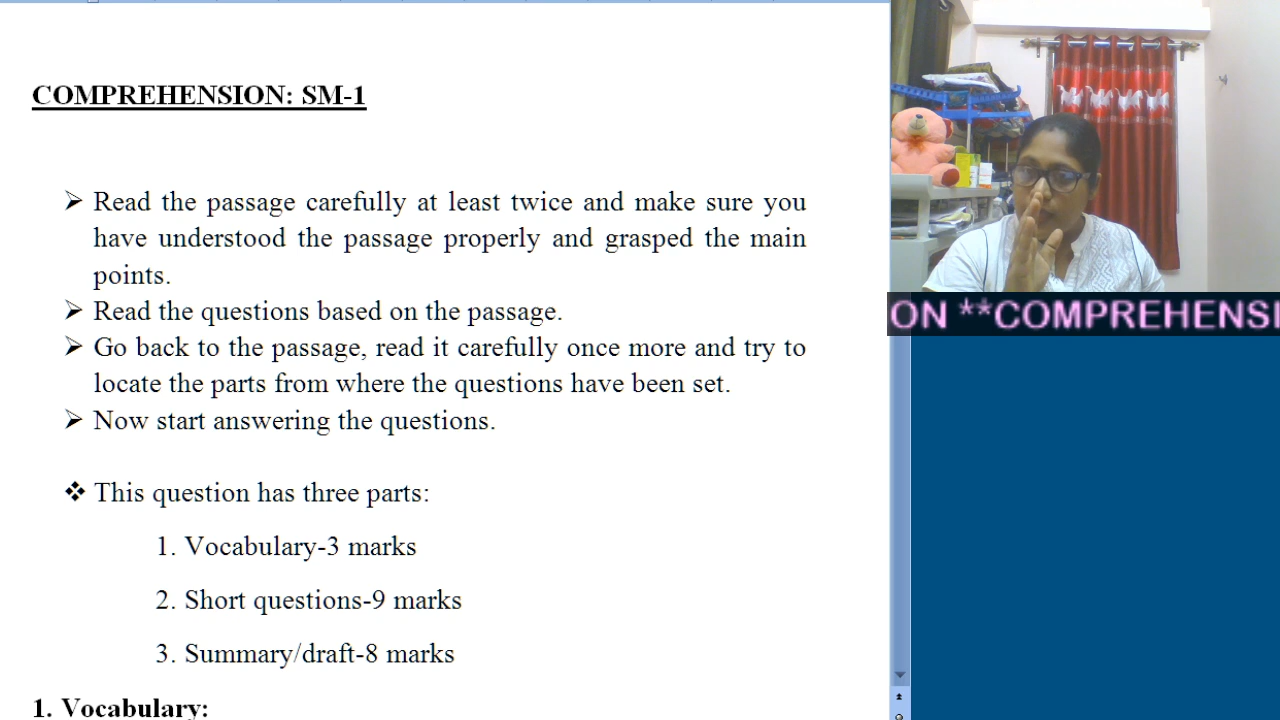 COMPREHENSION: SM-1
➢ Read the passage carefully at least twice and make sure you
have understood the passage properly and grasped the main
points.
➢ Read the questions based on the passage.
➢ Go back to the passage, read it carefully once more and try to
locate the parts from where the questions have been set.
➢ Now start answering the questions.
❖ This question has three parts:
1. Vocabulary-3 marks
2. Short questions-9 marks
3. Summary/draft-8 marks
1. Vocabulary:
ON **COMPREHENSI